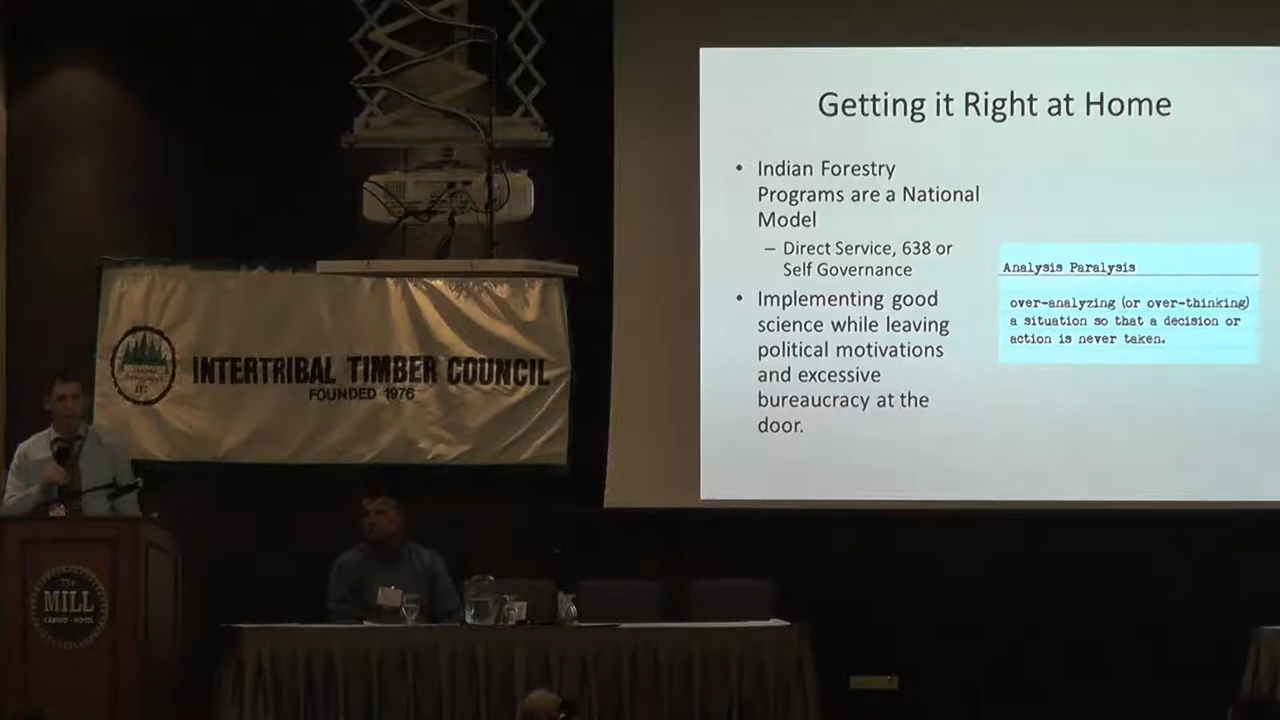 Getting it Right at Home
• Indian Forestry
Programs are a National
Model
– Direct Service, 638 or
Self Governance
• Implementing good
science while leaving
political motivations
and excessive
bureaucracy at the
door.
Analysis Paralysis
over-analyzing (or over-thinking)
a situation so that a decision or
action is never taken.
INTERTRIBAL TIMBER COUNCIL
FOUNDED 1976
ITC
The
MILL
CASINO • HOTEL